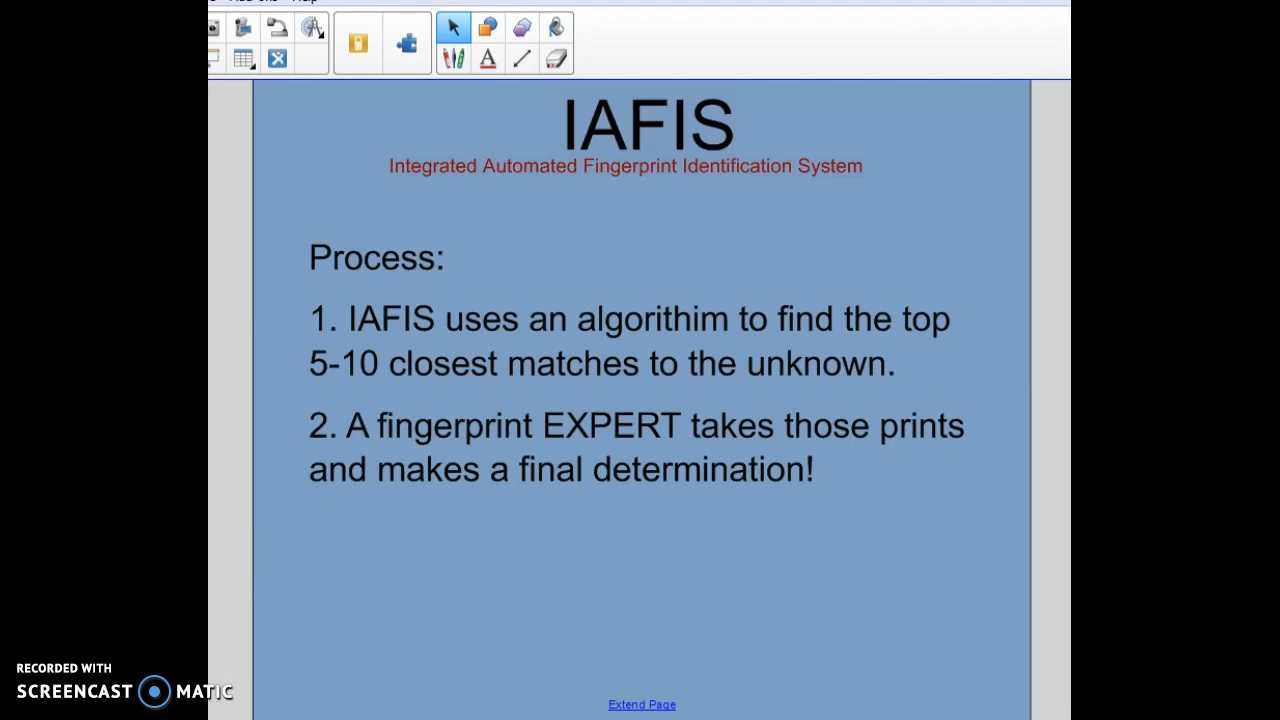 IAFIS
Integrated Automated Fingerprint Identification System
Process:
1. IAFIS uses an algorithim to find the top
5-10 closest matches to the unknown.
2. A fingerprint EXPERT takes those prints
and makes a final determination!
Extend Page
RECORDED WITH
SCREENCAST MATIC